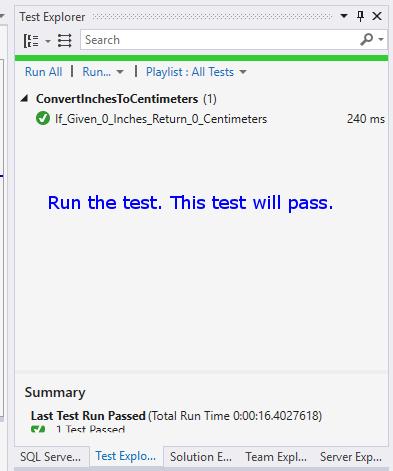 Test Explorer
Search
Run All | Run... | Playlist : All Tests
ConvertInchesToCentimeters (1)
If_Given_0_Inches_Return_0_Centimeters 240 ms
Run the test. This test will pass.
Summary
Last Test Run Passed (Total Run Time 0:00:16.4027618)
1 Test Passed
SQL Serve... Test Explo... Solution E... Team Expl... Server Exp...